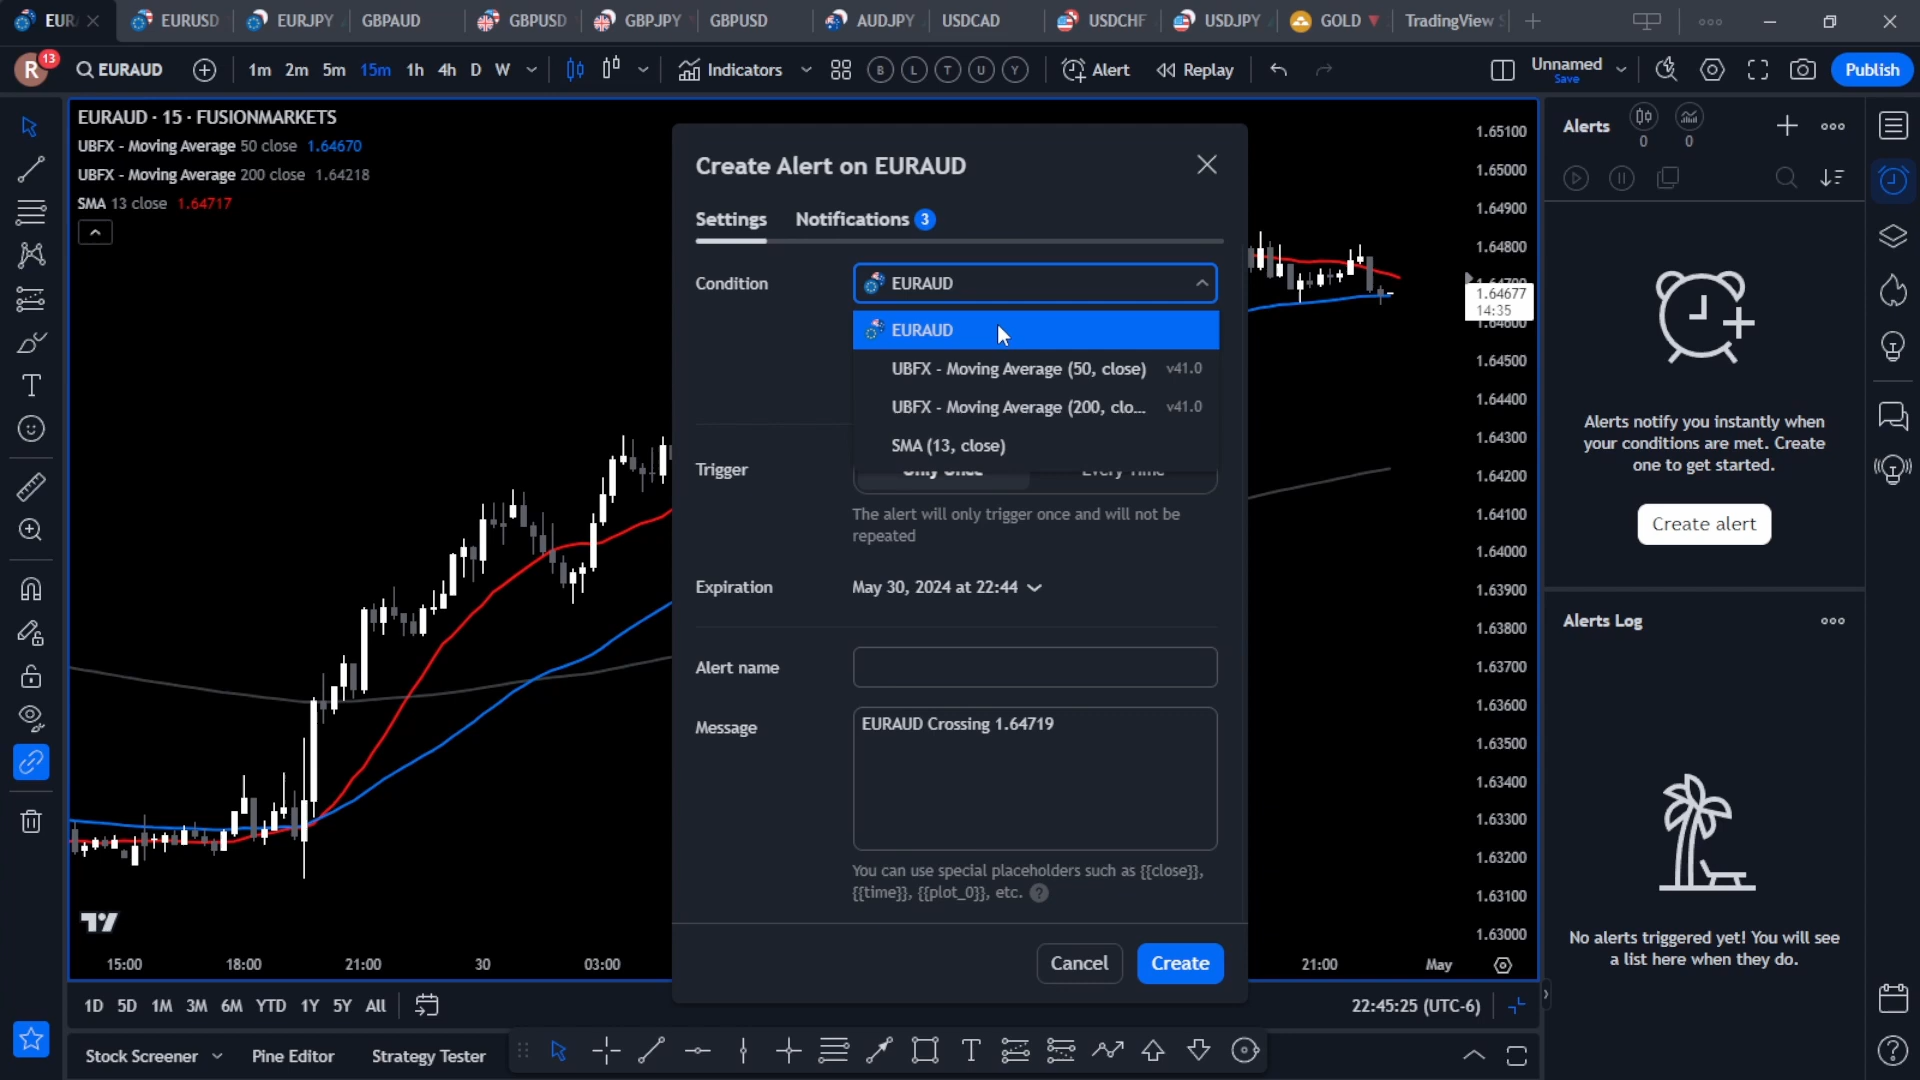 EURA
EURUSD
EURJPY
GBPAUD
GBPUSD
GBPJPY
GBPUSD
AUDJPY
USDCAD
USDCHF
USDJPY
GOLD
TradingView
R
13
EURAUD
1m 2m 5m 15m 1h 4h D W
Indicators
B L T U Y
Alert
Replay
Unnamed
Save
Publish
EURAUD · 15 · FUSIONMARKETS
UBFX - Moving Average 50 close 1.64670
UBFX - Moving Average 200 close 1.64218
SMA 13 close 1.64717
Create Alert on EURAUD
Settings
Notifications 3
Condition
EURAUD
EURAUD
UBFX - Moving Average (50, close) v41.0
UBFX - Moving Average (200, clo... v41.0
SMA (13, close)
Trigger
Only Once
Every Time
The alert will only trigger once and will not be
repeated
Expiration
May 30, 2024 at 22:44
Alert name
Message
EURAUD Crossing 1.64719
You can use special placeholders such as {{close}},
{{time}}, {{plot_0}}, etc. ?
Cancel
Create
1.65100
1.65000
1.64900
1.64800
1.64677
14:35
1.64600
1.64500
1.64400
1.64300
1.64200
1.64100
1.64000
1.63900
1.63800
1.63700
1.63600
1.63500
1.63400
1.63300
1.63200
1.63100
1.63000
15:00
18:00
21:00
30
03:00
21:00
May
Alerts
0
0
Alerts notify you instantly when
your conditions are met. Create
one to get started.
Create alert
Alerts Log
No alerts triggered yet! You will see
a list here when they do.
1D 5D 1M 3M 6M YTD 1Y 5Y All
22:45:25 (UTC-6)
Stock Screener
Pine Editor
Strategy Tester